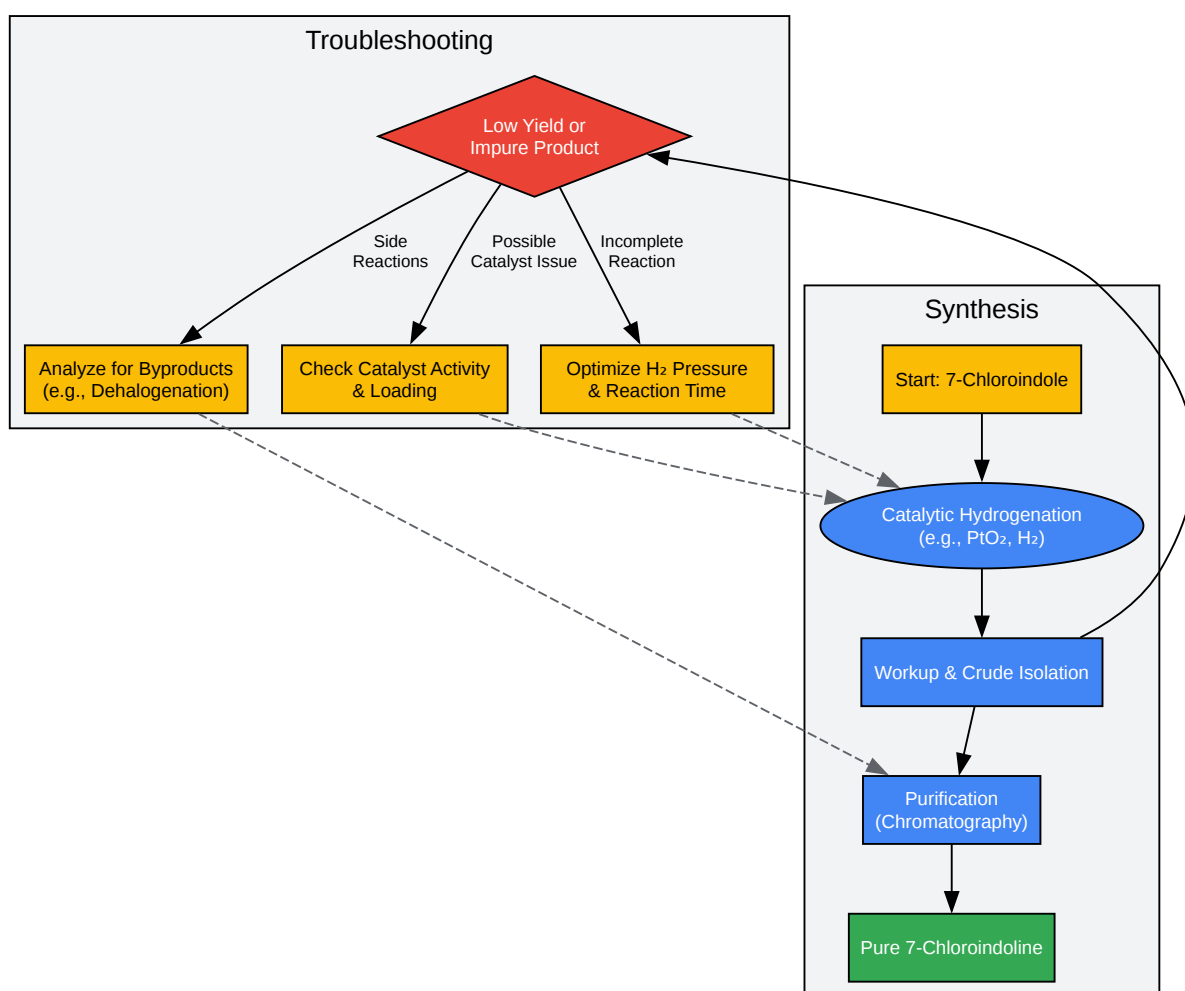 Troubleshooting
Low Yield or
Impure Product
Side
Reactions
Possible
Catalyst Issue
Incomplete
Reaction
Analyze for Byproducts
(e.g., Dehalogenation)
Check Catalyst Activity
& Loading
Optimize H₂ Pressure
& Reaction Time
Synthesis
Start: 7-Chloroindole
Catalytic Hydrogenation
(e.g., PtO₂, H₂)
Workup & Crude Isolation
Purification
(Chromatography)
Pure 7-Chloroindoline